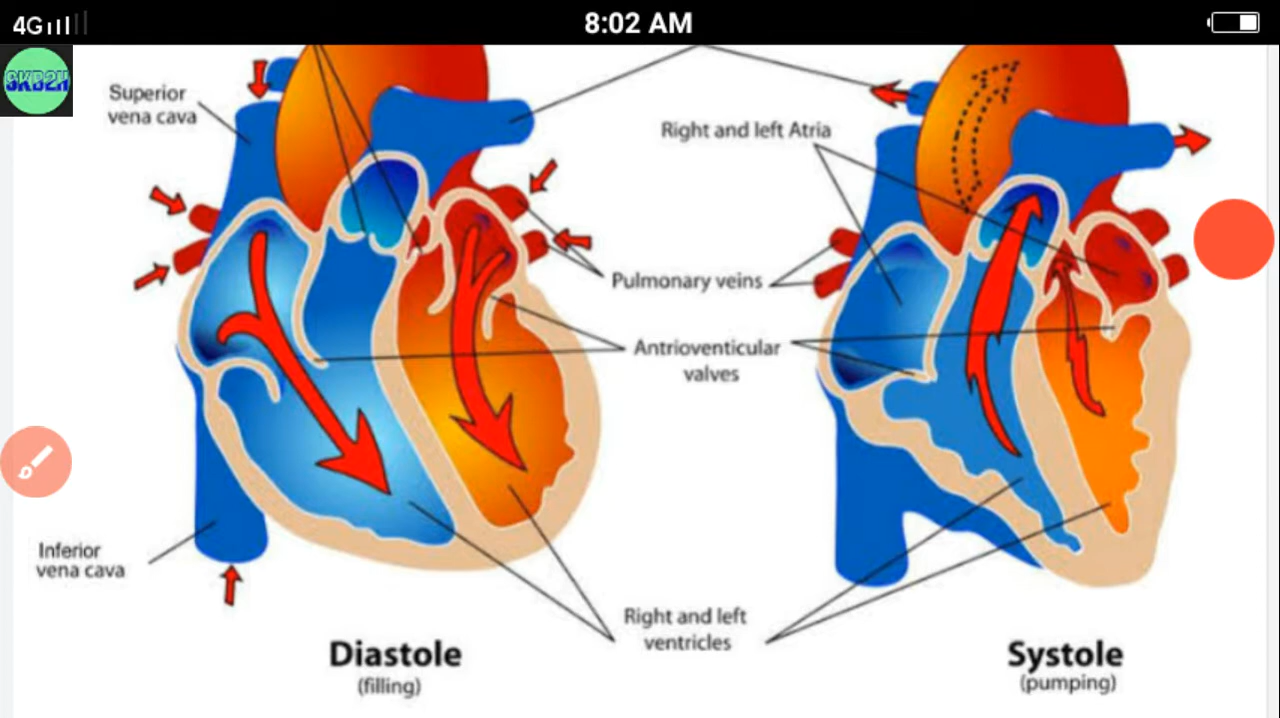 4G
8:02 AM
SKB2H
Superior
vena cava
Right and left Atria
Pulmonary veins
Antrioventicular
valves
Inferior
vena cava
Right and left
ventricles
Diastole
(filling)
Systole
(pumping)